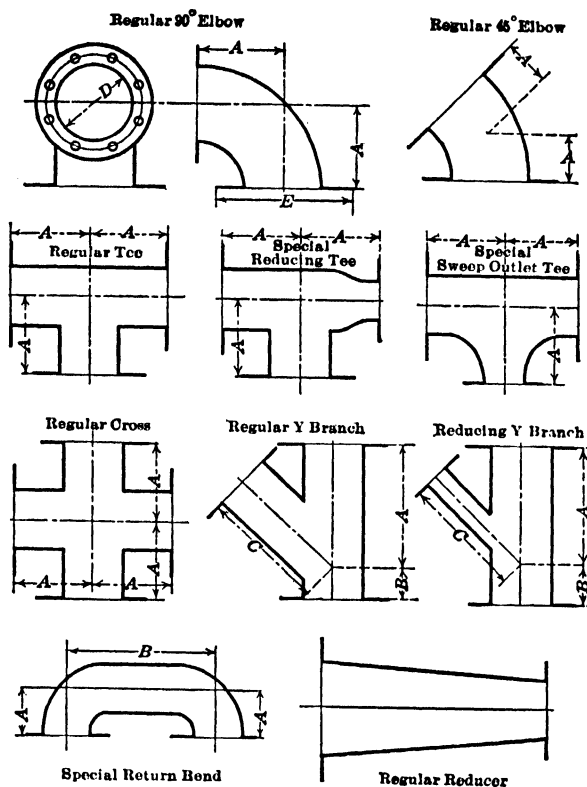 Regular 90° Elbow
Regular 45° Elbow
A
D
A
E
A
A
A
A
Regular Tee
A
A
A
Special
Reducing Tee
A
A
A
Special
Sweep Outlet Tee
A
Regular Cross
A
A
A
A
Regular Y Branch
A
C
B
Reducing Y Branch
A
C
B
B
A
A
Special Return Bend
Regular Reducer